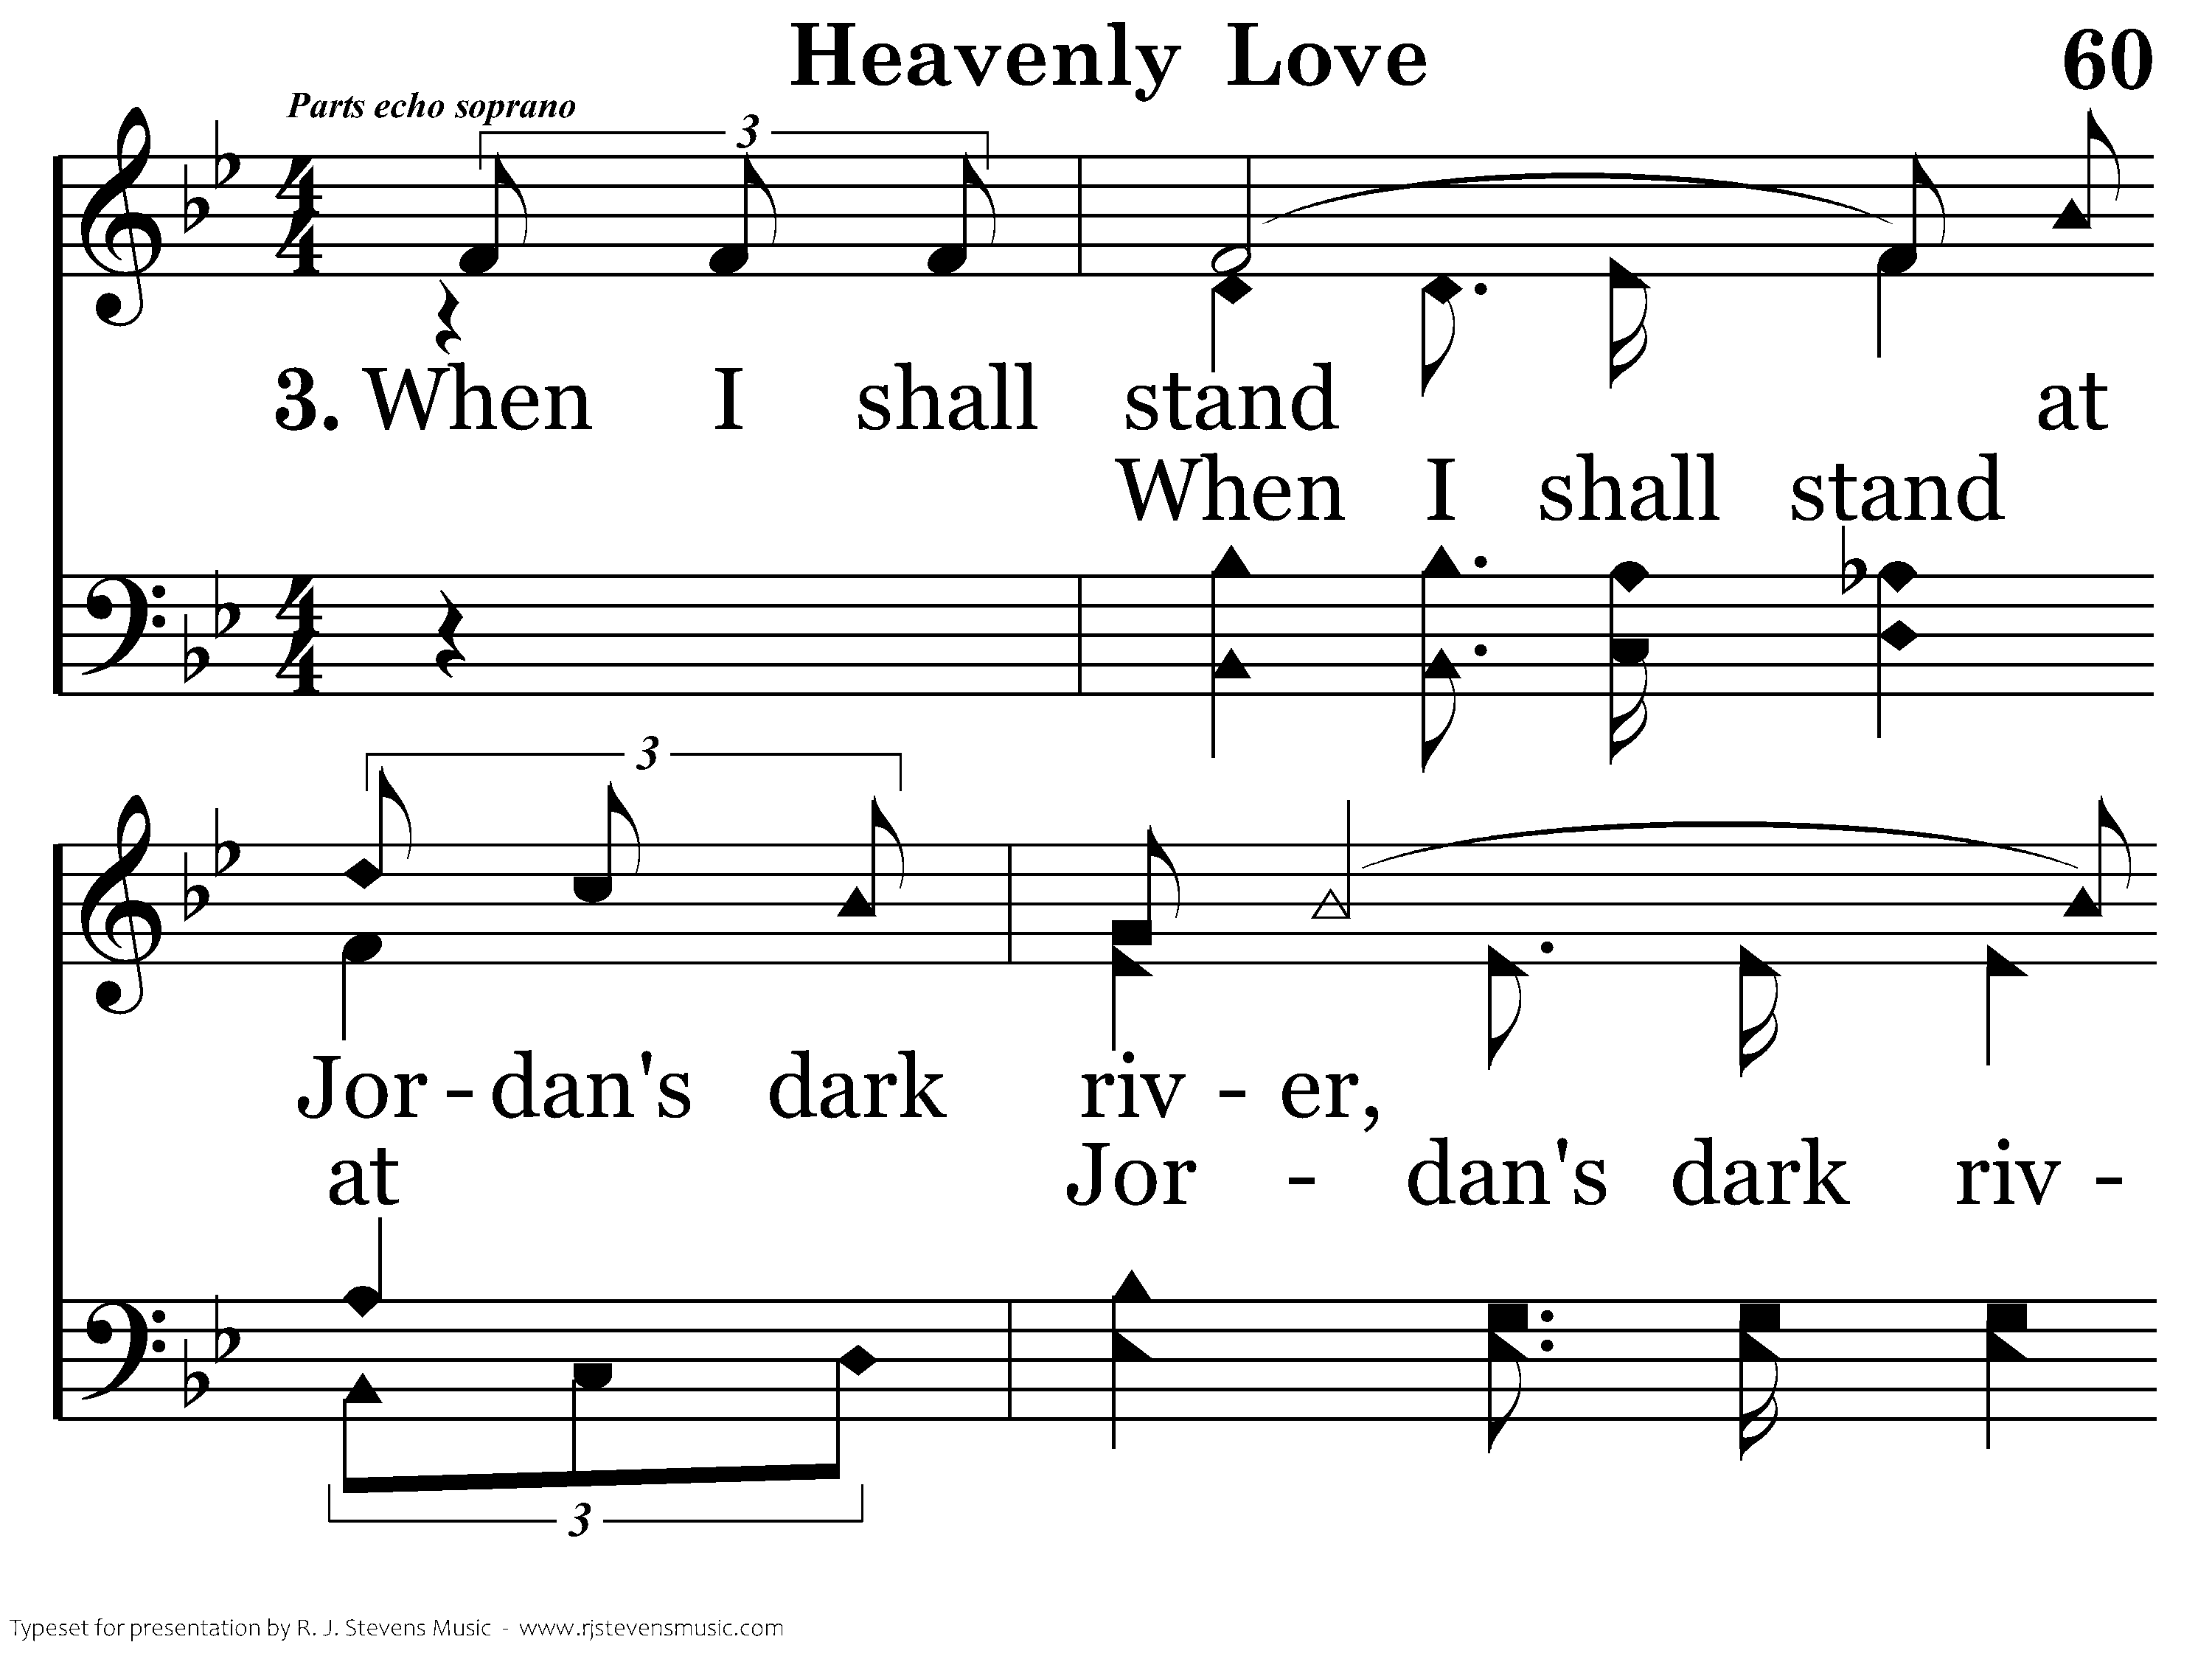 Heavenly Love 60
Parts echo soprano
3
3. When I shall stand at
When I shall stand
3
Jor - dan's dark riv - er,
at Jor - dan's dark riv -
3
Typeset for presentation by R. J. Stevens Music - www.rjstevensmusic.com